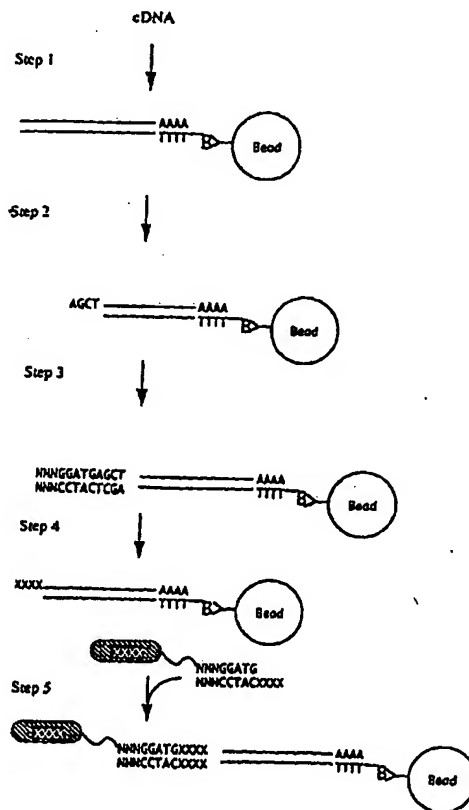 cDNA
Step 1
AAAA
TTTT
B
Bead
Step 2
AGCT
AAAA
TTTT
B
Bead
Step 3
NNNGGATGAGCT
NNNCCTACTCGA
AAAA
TTTT
B
Bead
Step 4
XXXX
AAAA
TTTT
B
Bead
XXXX
NNNGGATG
NNNCCTACXXXX
Step 5
XXXX
NNNGGATGXXXX
NNNCCTACXXXX
AAAA
TTTT
B
Bead